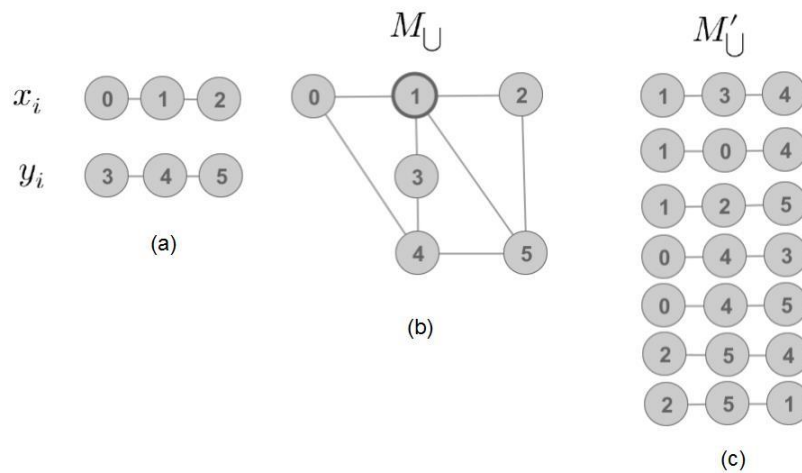 x_i 0 1 2
y_i 3 4 5
(a)
M_∪
0 1 2
3
4 5
(b)
M'_∪
1 3 4
1 0 4
1 2 5
0 4 3
0 4 5
2 5 4
2 5 1
(c)